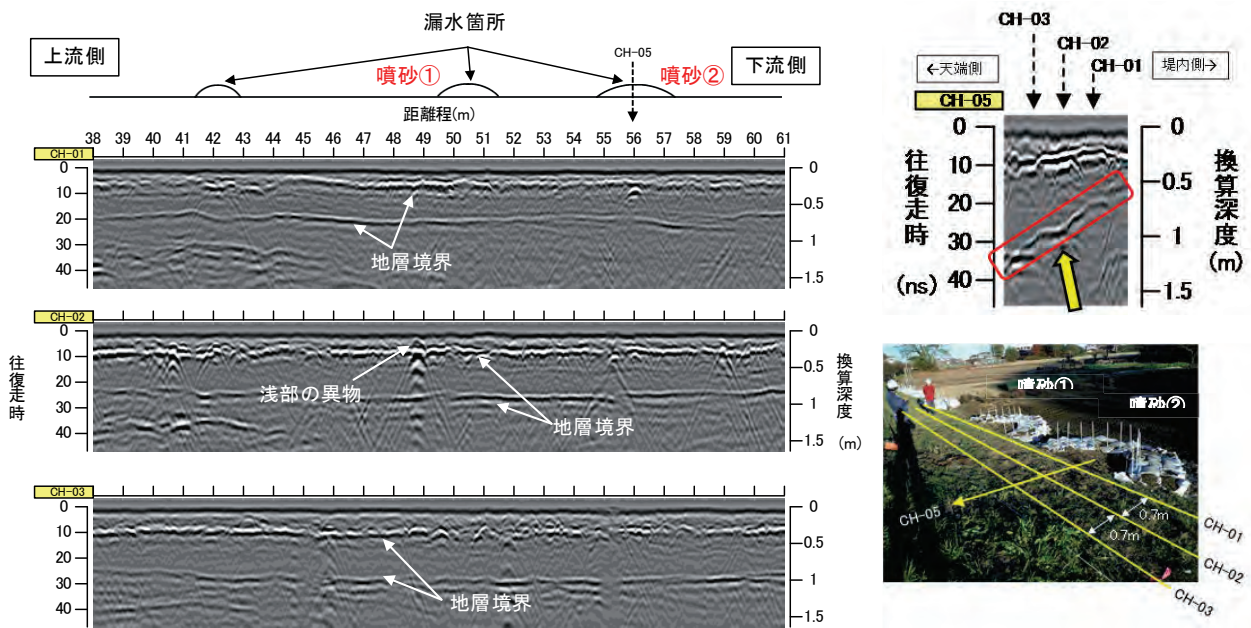 漏水箇所
上流側
噴砂①
CH-05
噴砂②
下流側
距離程(m)
38 39 40 41 42 43 44 45 46 47 48 49 50 51 52 53 54 55 56 57 58 59 60 61
CH-01
0
10
20
30
40
0
0.5
1
1.5
地層境界
CH-02
0
10
20
30
40
0
0.5
1
1.5
浅部の異物
地層境界
往復走時
換算深度
(m)
CH-03
0
10
20
30
40
0
0.5
1
1.5
地層境界
CH-03
CH-02
CH-01
←天端側
堤内側→
CH-05
0
10
20
30
40
往復走時
(ns)
0
0.5
1
1.5
換算深度
(m)
噴砂①
噴砂②
CH-05
0.7m
0.7m
CH-01
CH-02
CH-03